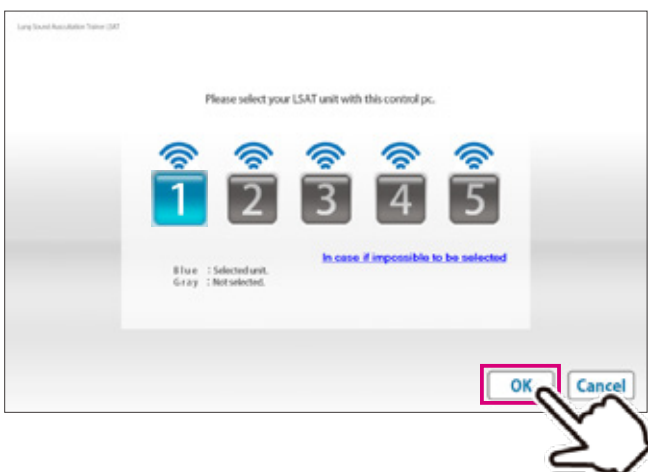 Lung Sound Auscultation Trainer LSAT
Please select your LSAT unit with this control pc.
1 2 3 4 5
In case if impossible to be selected
Blue : Selected unit.
Gray : Not selected.
OK Cancel